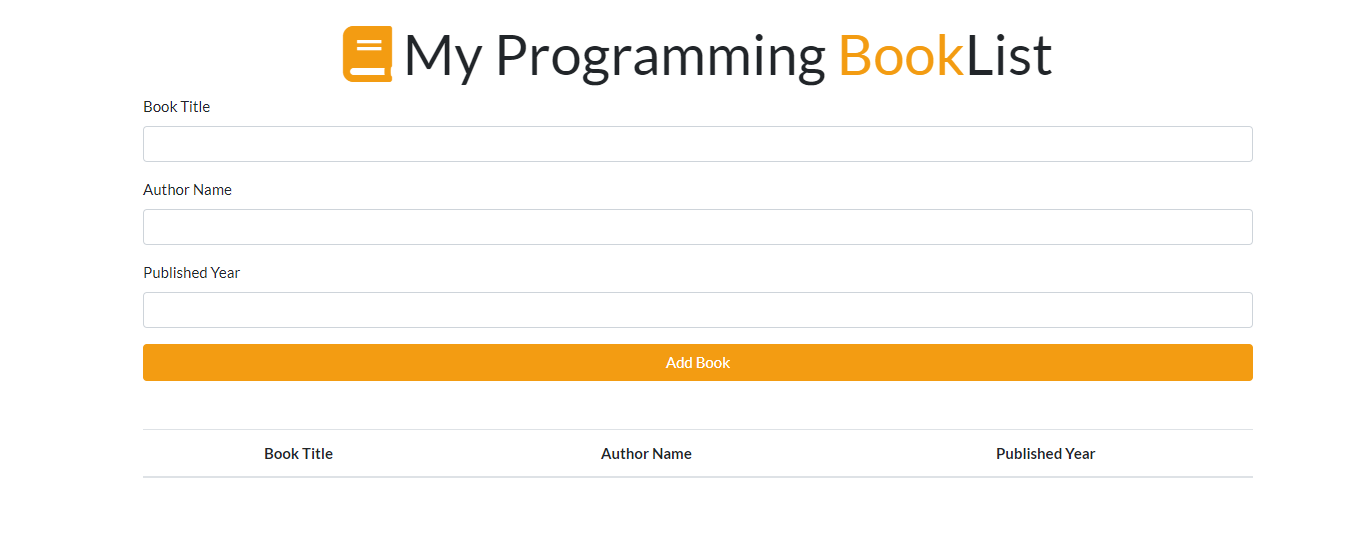 My Programming BookList
Book Title
Author Name
Published Year
Add Book
Book Title Author Name Published Year